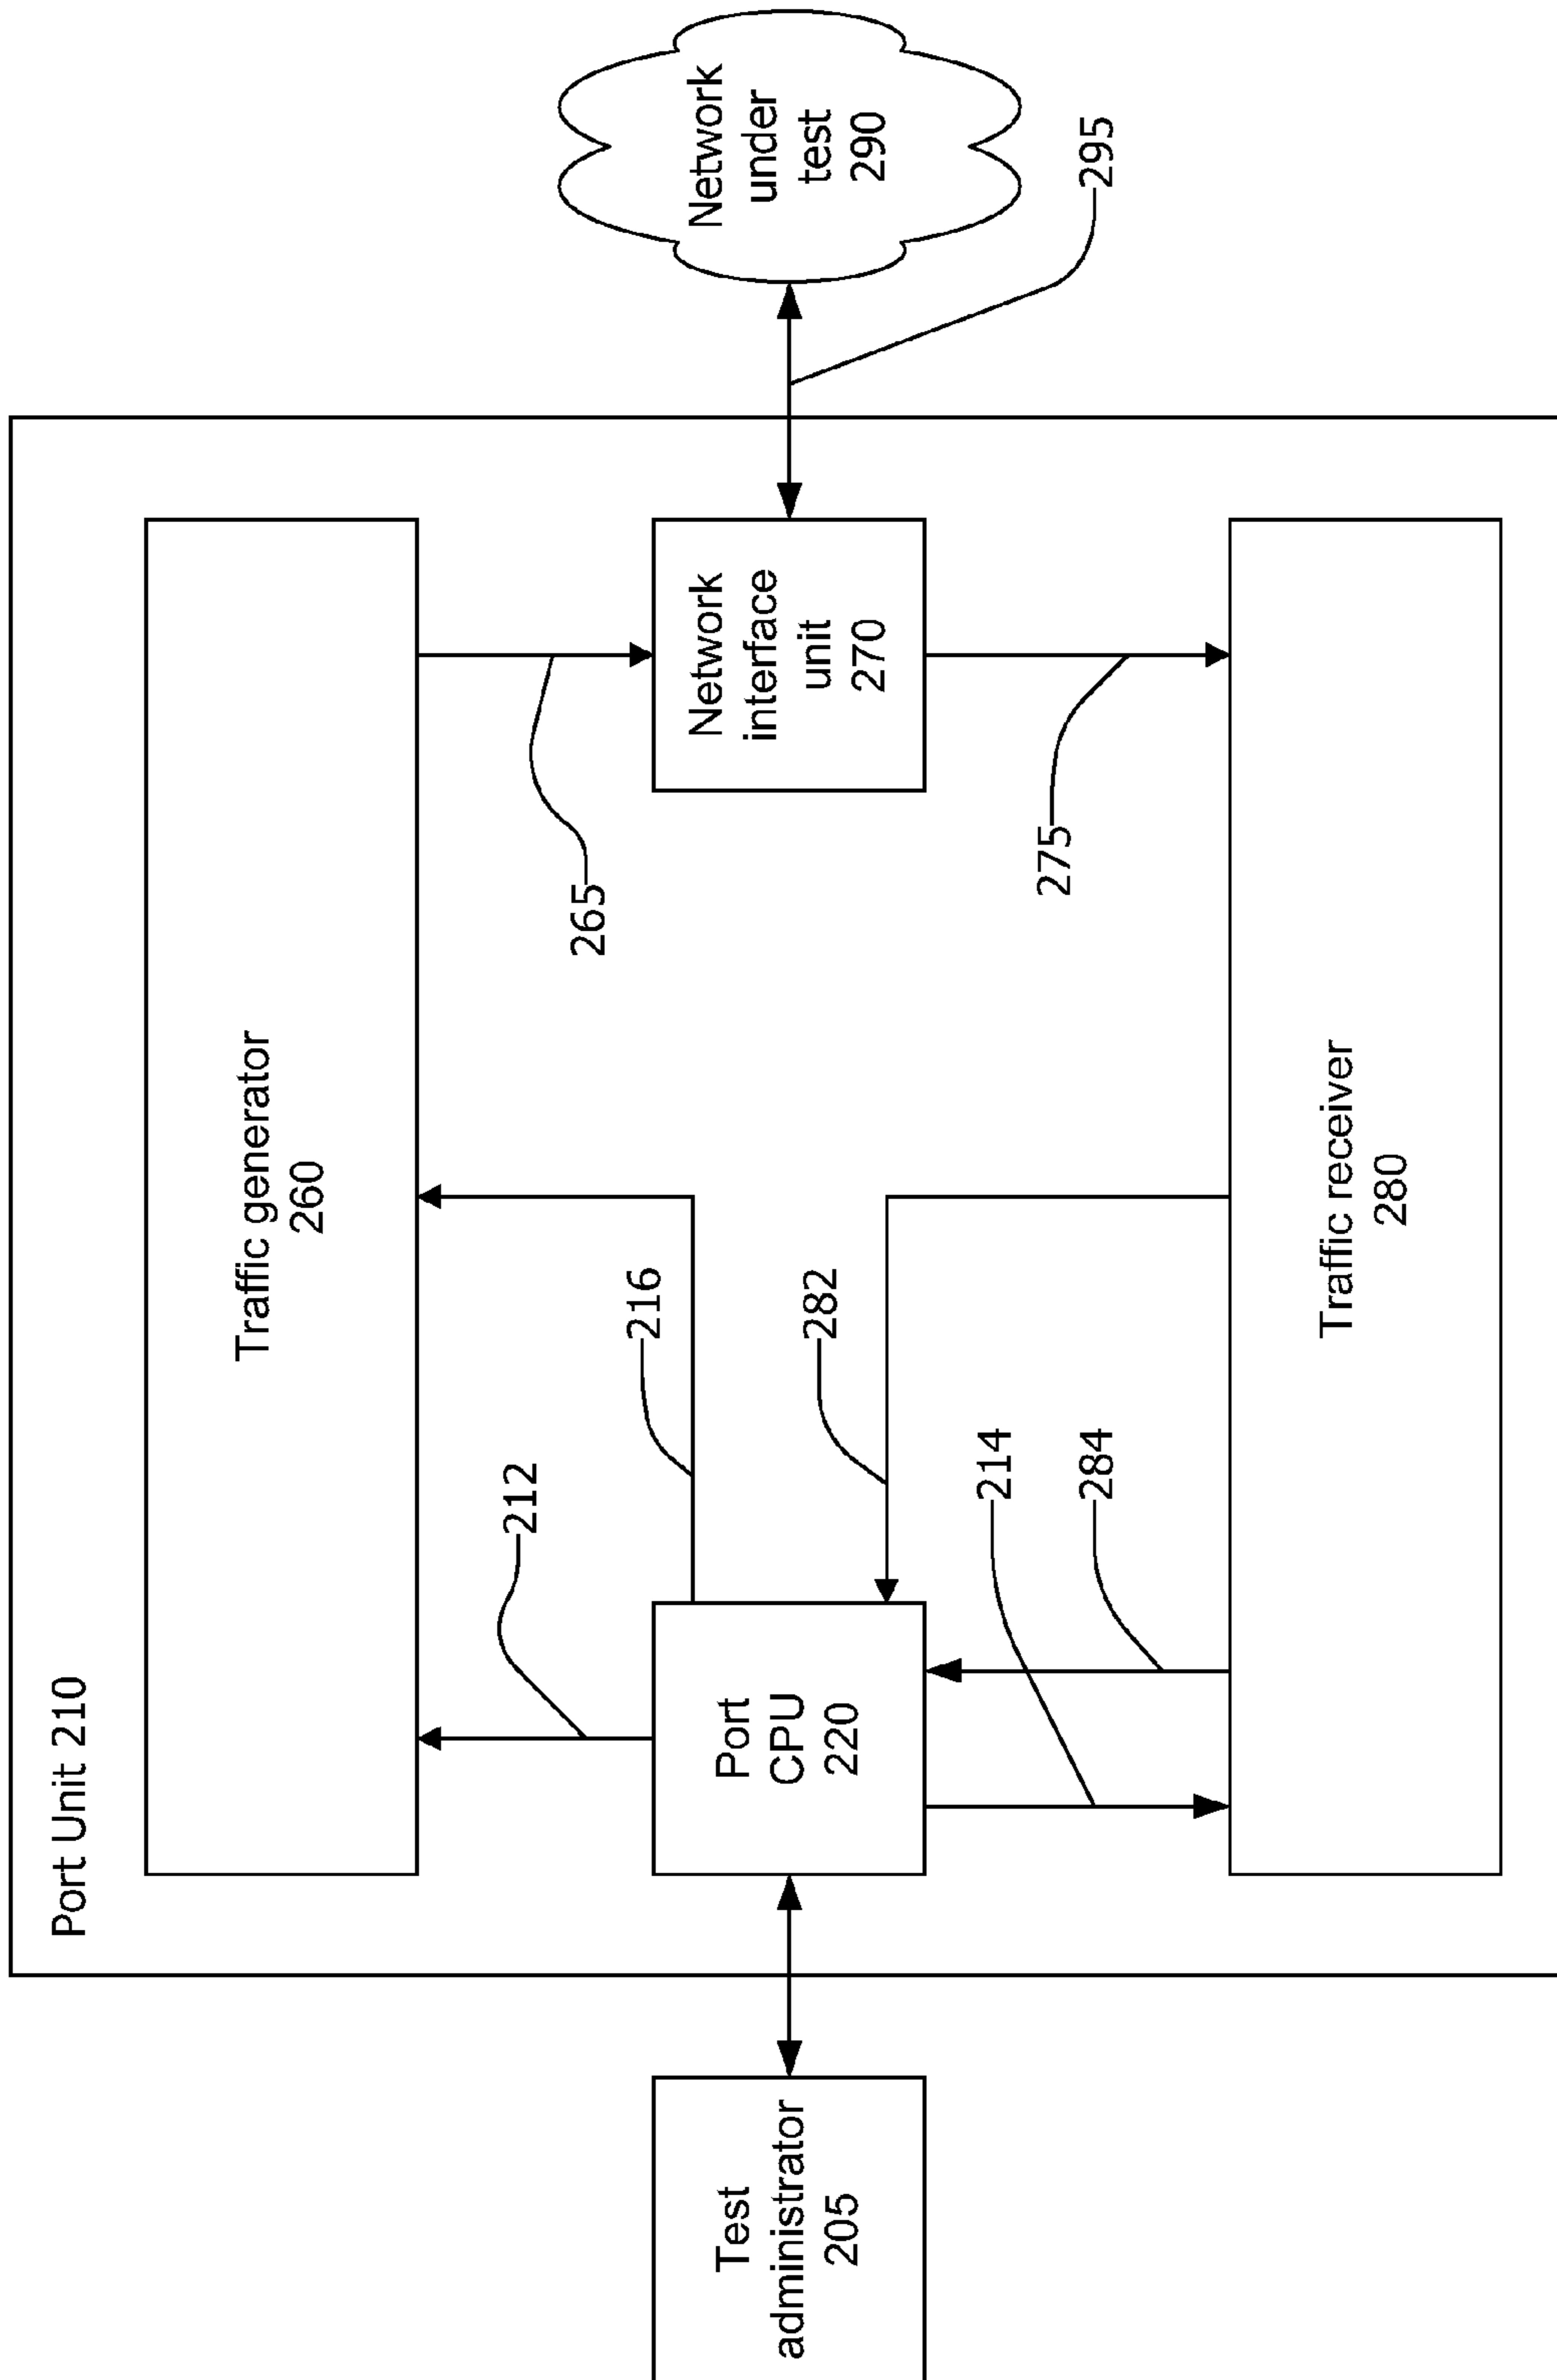 Port Unit 210
Traffic generator
260
212
216
265
Test
administrator
205
Port
CPU
220
Network
interface
unit
270
Network
under
test
290
282
214
284
275
295
Traffic receiver
280